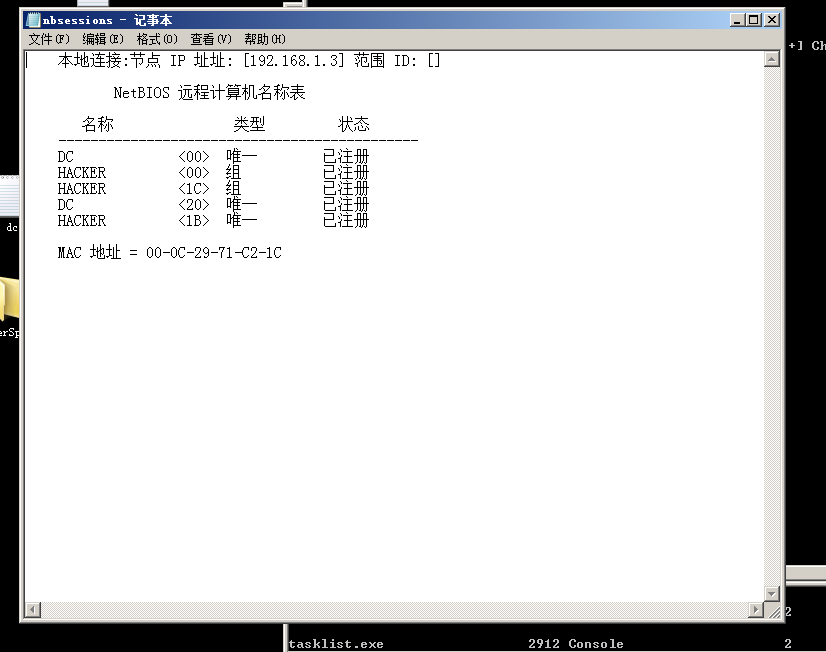 nbsessions - 记事本
文件(F) 编辑(E) 格式(O) 查看(V) 帮助(H)
+] Ch
本地连接:节点 IP 址址: [192.168.1.3] 范围 ID: []
NetBIOS 远程计算机名称表
名称 类型 状态
---------------------------------------------
DC <00> 唯一 已注册
HACKER <00> 组 已注册
HACKER <1C> 组 已注册
DC <20> 唯一 已注册
HACKER <1B> 唯一 已注册
MAC 地址 = 00-0C-29-71-C2-1C
dc
erSp
2
tasklist.exe 2912 Console 2